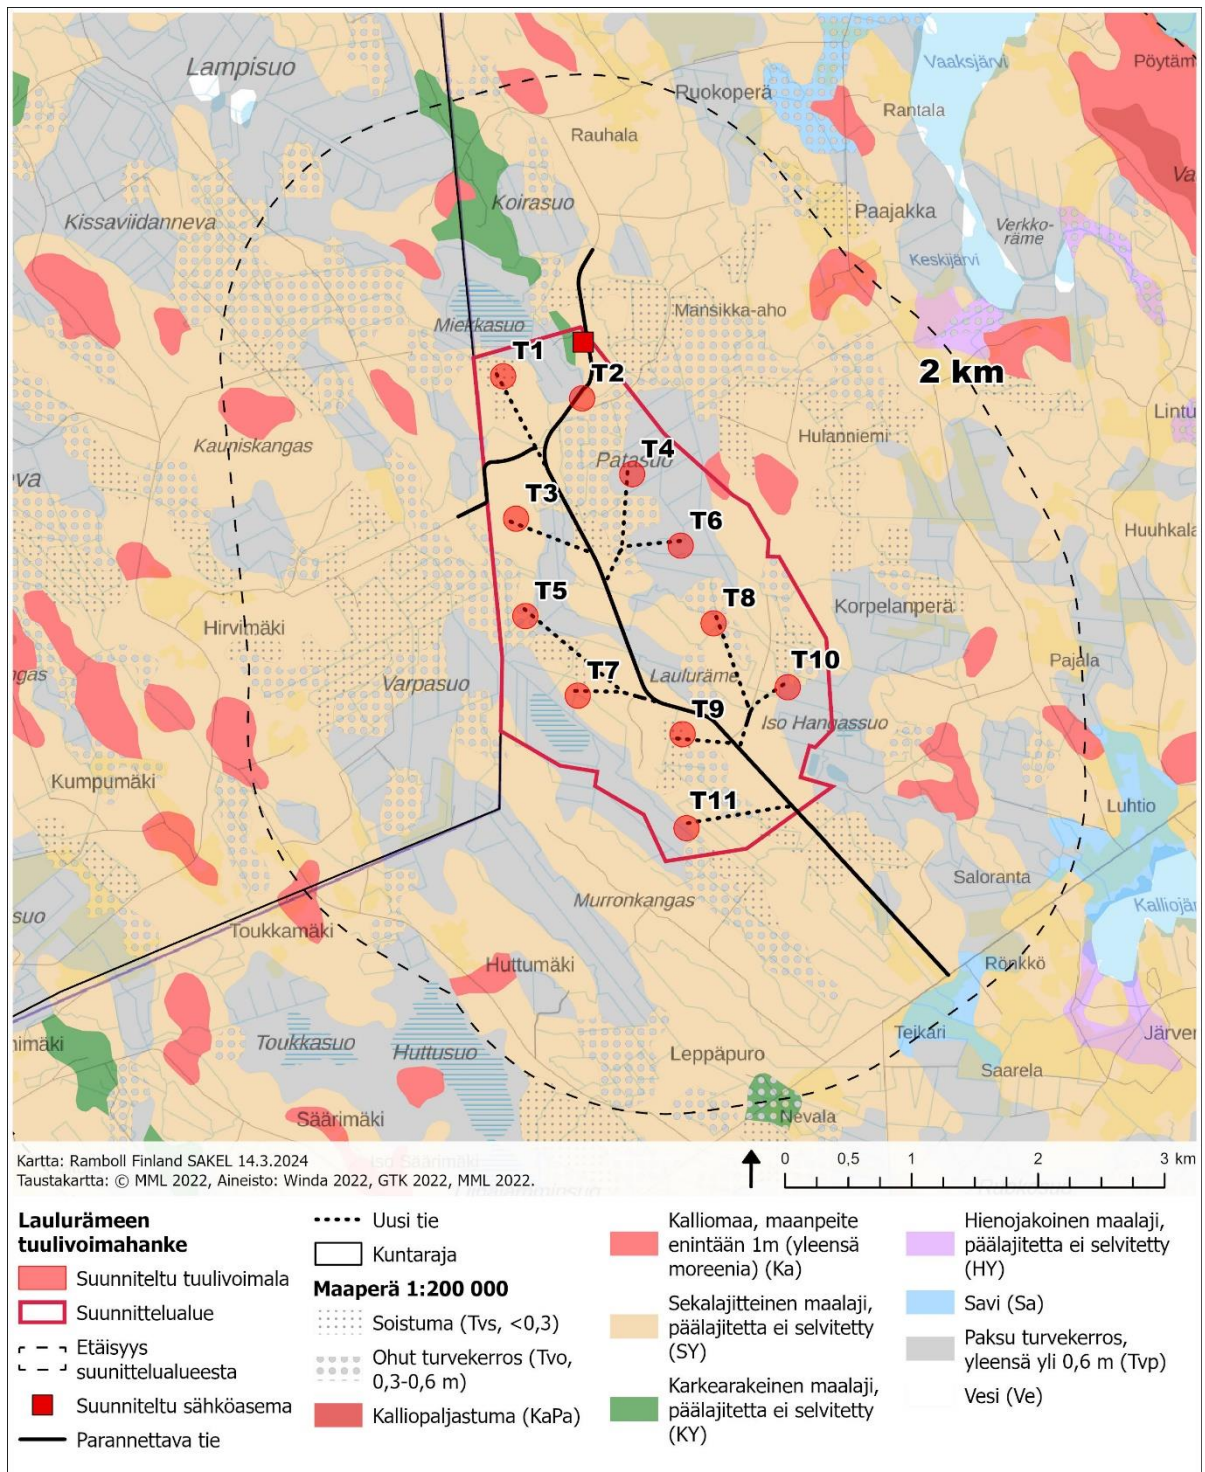 Lampisuo
Vaaksjärvi
Pöytäm
Ruokoperä
Rantala
Rauhala
Va
Koirasuo
Kissaviidanneva
Paajakka
Verkko-
räme
Keskijärvi
Mansikka-aho
Miekkasuo
T1
T2
2 km
Lintu
Kauniskangas
Hulanniemi
T4
Patasuo
va
T3
T6
Huuhkala
T5
T8
Korpelanperä
Hirvimäki
Pajala
ngas
Varpasuo
T7
Lauluräme
T10
T9
Iso Hangassuo
Kumpumäki
T11
Luhtio
Saloranta
Murronkangas
Kalliojär
suo
Toukkamäki
Huttumäki
Rönkkö
Teikari
Järver
nimäki
Toukkasuo
Huttusuo
Leppäpuro
Saarela
Säärimäki
Nevala
Kartta: Ramboll Finland SAKEL 14.3.2024
Taustakartta: © MML 2022, Aineisto: Winda 2022, GTK 2022, MML 2022.
0 0,5 1 2 3 km
Laulurämeen
tuulivoimahanke
Suunniteltu tuulivoimala
Suunnittelualue
Etäisyys
suunnittelualueesta
Suunniteltu sähköasema
Parannettava tie
Uusi tie
Kuntaraja
Maaperä 1:200 000
Soistuma (Tvs, <0,3)
Ohut turvekerros (Tvo,
0,3-0,6 m)
Kalliopaljastuma (KaPa)
Kalliomaa, maanpeite
enintään 1m (yleensä
moreenia) (Ka)
Sekalajitteinen maalaji,
päälajitetta ei selvitetty
(SY)
Karkearakeinen maalaji,
päälajitetta ei selvitetty
(KY)
Hienojakoinen maalaji,
päälajitetta ei selvitetty
(HY)
Savi (Sa)
Paksu turvekerros,
yleensä yli 0,6 m (Tvp)
Vesi (Ve)